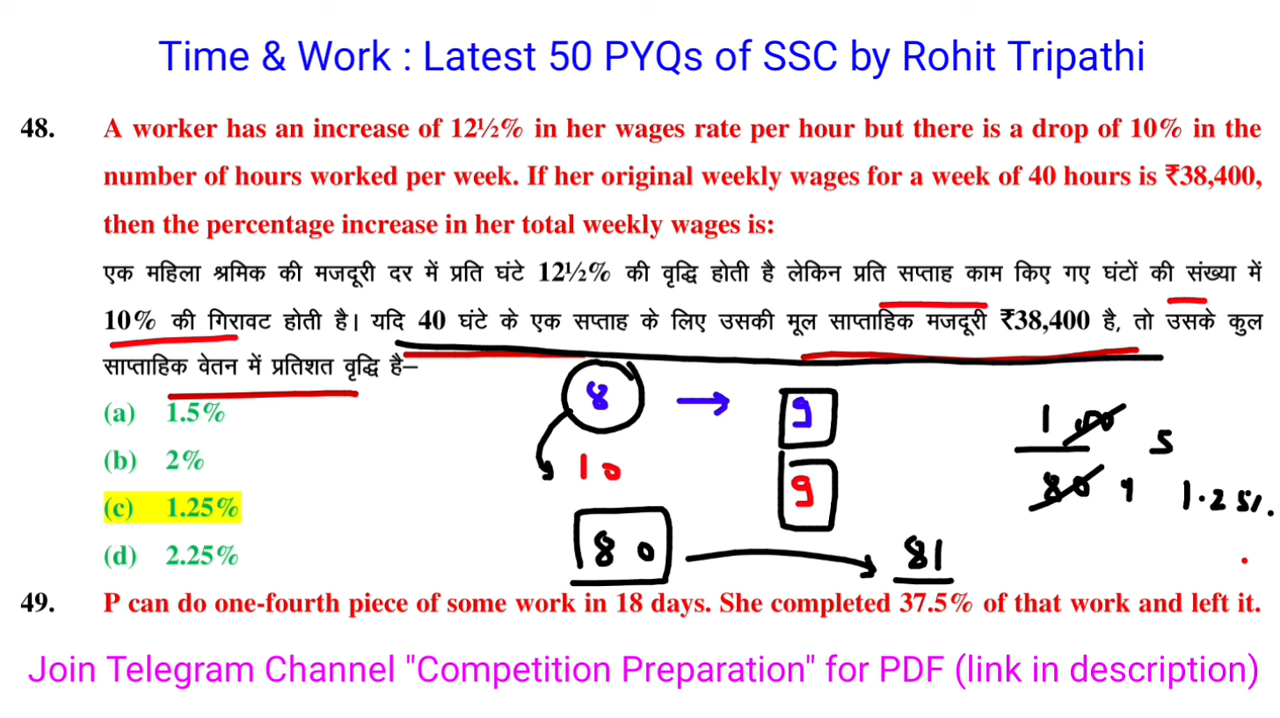 Time & Work : Latest 50 PYQs of SSC by Rohit Tripathi
48. A worker has an increase of 12½% in her wages rate per hour but there is a drop of 10% in the
number of hours worked per week. If her original weekly wages for a week of 40 hours is ₹38,400,
then the percentage increase in her total weekly wages is:
एक महिला श्रमिक की मजदूरी दर में प्रति घंटे 12½% की वृद्धि होती है लेकिन प्रति सप्ताह काम किए गए घंटों की संख्या में
10% की गिरावट होती है। यदि 40 घंटे के एक सप्ताह के लिए उसकी मूल साप्ताहिक मजदूरी ₹38,400 है, तो उसके कुल
साप्ताहिक वेतन में प्रतिशत वृद्धि है–
(a) 1.5%
8 → 9
1 100
5
(b) 2%
10
9
80 4
1.25%.
(c) 1.25%
(d) 2.25%
80
81
49. P can do one-fourth piece of some work in 18 days. She completed 37.5% of that work and left it.
Join Telegram Channel "Competition Preparation" for PDF (link in description)